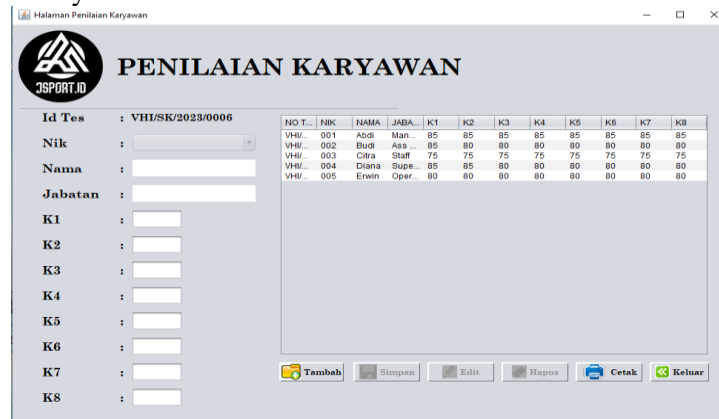 Halaman Penilaian Karyawan
JSPORT.ID
PENILAIAN KARYAWAN
Id Tes : VHI/SK/2023/0006
Nik :
Nama :
Jabatan :
K1 :
K2 :
K3 :
K4 :
K5 :
K6 :
K7 :
K8 :
NO T... NIK NAMA JABA... K1 K2 K3 K4 K5 K6 K7 K8
VHI/... 001 Abdi Man... 85 85 85 85 85 85 85 85
VHI/... 002 Budi Ass ... 85 80 80 80 80 80 80 80
VHI/... 003 Citra Staff 75 75 75 75 75 75 75 75
VHI/... 004 Diana Supe... 85 85 80 80 80 80 80 80
VHI/... 005 Erwin Oper... 80 80 80 80 80 80 80 80
Tambah Simpan Edit Hapus Cetak Keluar